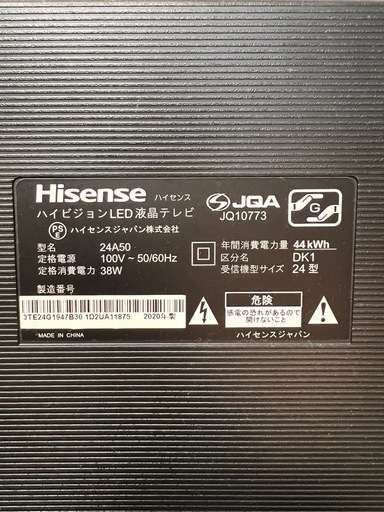 Hisense ハイセンス
ハイビジョンLED液晶テレビ
PS E ハイセンスジャパン株式会社
JQA
JQ10773
G
型名 24A50
定格電源 100V～50/60Hz
定格消費電力 38W
製造番号
年間消費電力量 44kWh
区分名 DK1
受信機型サイズ 24 型
3TE24G1947B30 1D2UA11875 2020年製
MADE IN CHINA
危険
感電のおそれがあるので
開けないこと
ハイセンスジャパン